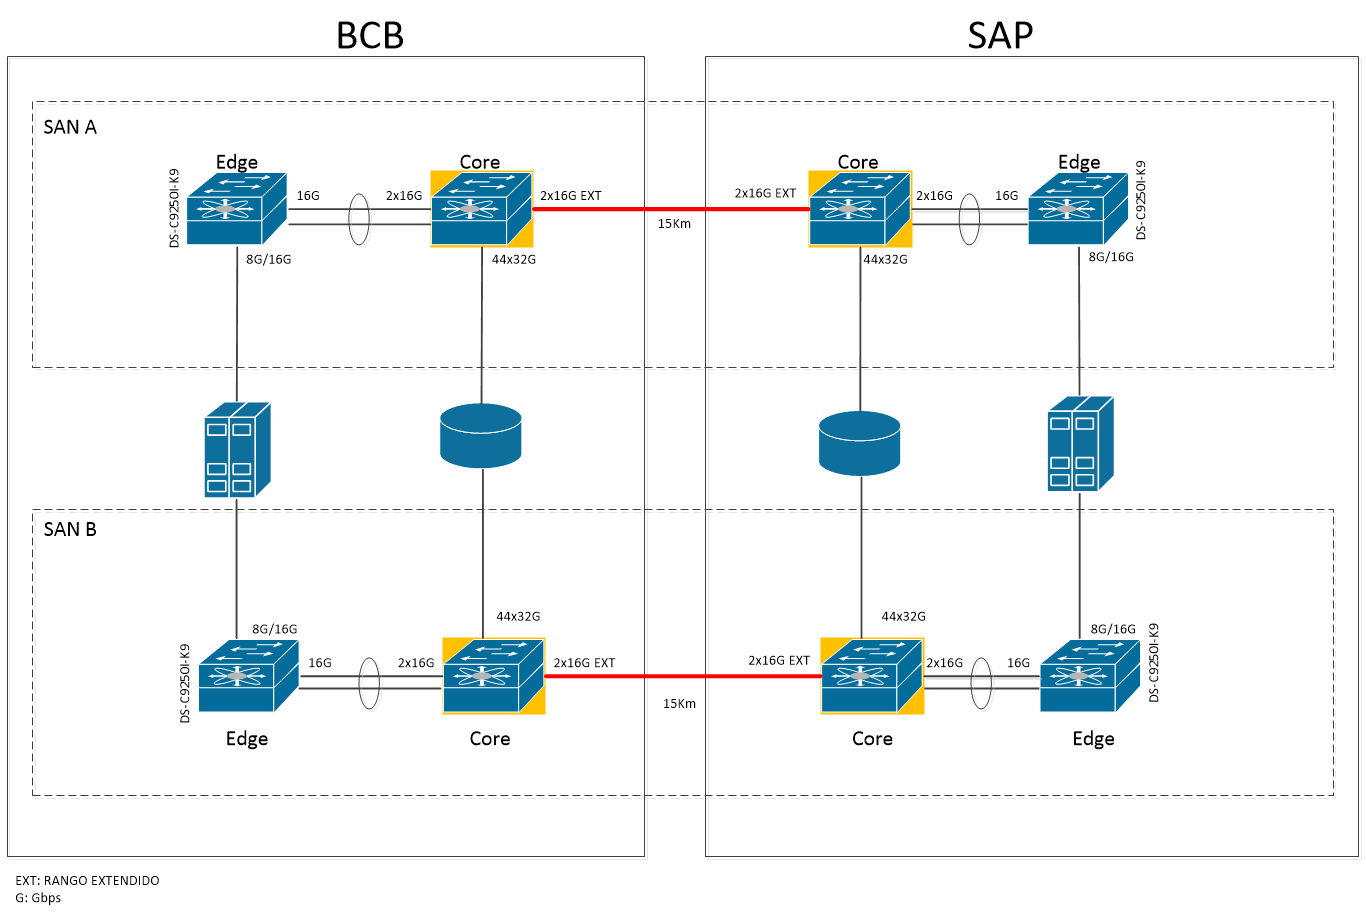 BCB
SAP
SAN A
Edge
Core
Core
Edge
DS-C9250I-K9
16G
2x16G
2x16G EXT
2x16G EXT
2x16G
16G
DS-C9250I-K9
15Km
8G/16G
44x32G
44x32G
8G/16G
SAN B
8G/16G
44x32G
44x32G
8G/16G
DS-C9250I-K9
16G
2x16G
2x16G EXT
2x16G EXT
2x16G
16G
DS-C9250I-K9
15Km
Edge
Core
Core
Edge
EXT: RANGO EXTENDIDO
G: Gbps